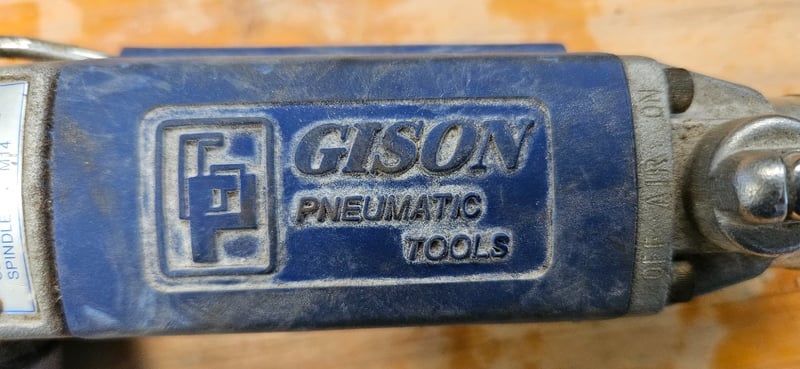 GISON
PNEUMATIC
TOOLS
OFF AIR ON
SPINDLE . M14